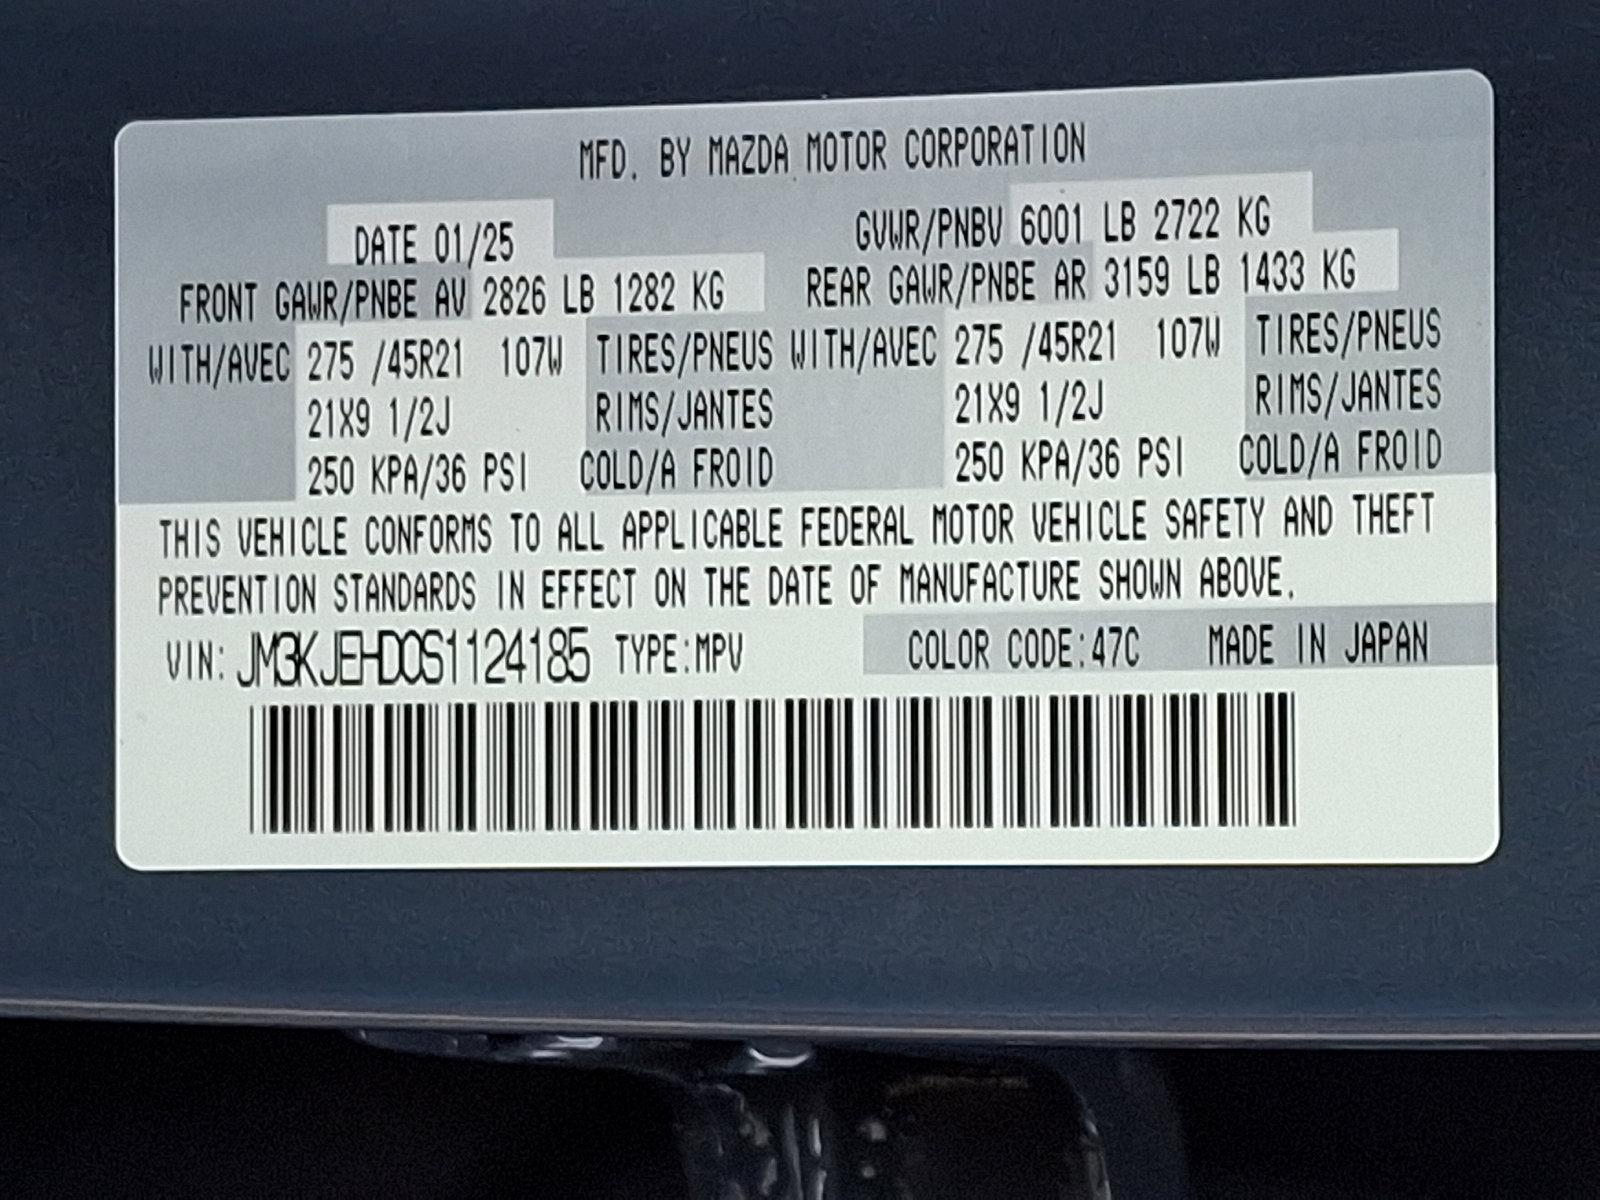 MFD. BY MAZDA MOTOR CORPORATION
DATE 01/25 GVWR/PNBV 6001 LB 2722 KG
FRONT GAWR/PNBE AV 2826 LB 1282 KG REAR GAWR/PNBE AR 3159 LB 1433 KG
WITH/AVEC 275 /45R21 107W TIRES/PNEUS WITH/AVEC 275 /45R21 107W TIRES/PNEUS
21X9 1/2J RIMS/JANTES 21X9 1/2J RIMS/JANTES
250 KPA/36 PSI COLD/A FROID 250 KPA/36 PSI COLD/A FROID
THIS VEHICLE CONFORMS TO ALL APPLICABLE FEDERAL MOTOR VEHICLE SAFETY AND THEFT
PREVENTION STANDARDS IN EFFECT ON THE DATE OF MANUFACTURE SHOWN ABOVE.
VIN: JM3KJEHD0S1124185 TYPE:MPV COLOR CODE:47C MADE IN JAPAN